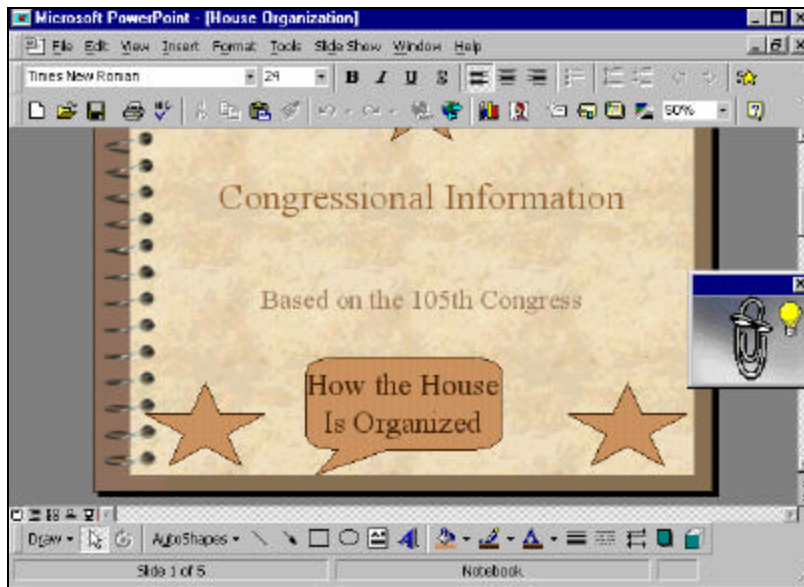 Microsoft PowerPoint - [House Organization]
File Edit View Insert Format Tools Slide Show Window Help
Times New Roman 24 B I U S
50%
Congressional Information
Based on the 105th Congress
How the House
Is Organized
Draw AutoShapes
Slide 1 of 5 Notebook